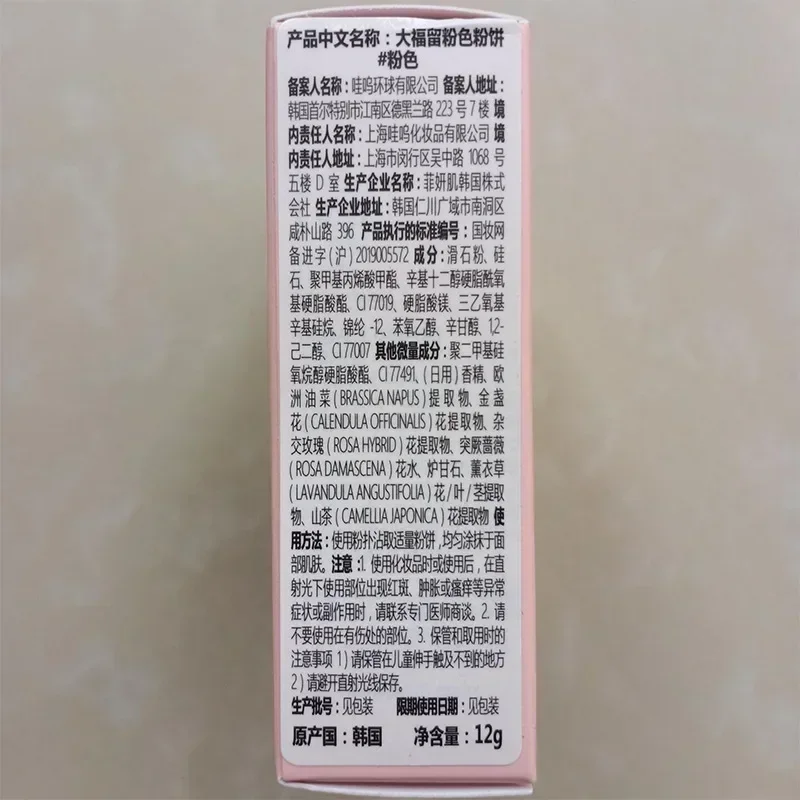 产品中文名称：大福留粉色粉饼
#粉色
备案人名称：哇呜环球有限公司 备案人地址：
韩国首尔特别市江南区德黑兰路 223 号 7 楼 境
内责任人名称：上海哇呜化妆品有限公司 境
内责任人地址：上海市闵行区吴中路 1068 号
五楼 D 室 生产企业名称：菲妍肌韩国株式
会社 生产企业地址：韩国仁川广域市南洞区
咸朴山路 396 产品执行的标准编号：国妆网
备进字（沪）2019005572 成分：滑石粉、硅
石、聚甲基丙烯酸甲酯、辛基十二醇硬脂酰氧
基硬脂酸酯、CI 77019、硬脂酸镁、三乙氧基
辛基硅烷、锦纶 -12、苯氧乙醇、辛甘醇、1,2-
己二醇、CI 77007 其他微量成分：聚二甲基硅
氧烷醇硬脂酸酯、CI 77491、（日用）香精、欧
洲油菜（BRASSICA NAPUS）提取物、金盏
花（CALENDULA OFFICINALIS）花提取物、杂
交玫瑰（ROSA HYBRID）花提取物、突厥蔷薇
（ROSA DAMASCENA）花水、炉甘石、薰衣草
（LAVANDULA ANGUSTIFOLIA）花/叶/茎提取
物、山茶（CAMELLIA JAPONICA）花提取物 使
用方法：使用粉扑沾取适量粉饼，均匀涂抹于面
部肌肤。注意：1. 使用化妆品时或使用后，在直
射光下使用部位出现红斑、肿胀或瘙痒等异常
症状或副作用时，请联系专门医师商谈。2. 请
不要使用在有伤处的部位。3. 保管和取用时的
注意事项 1）请保管在儿童伸手触及不到的地方
2）请避开直射光线保存。
生产批号：见包装 限期使用日期：见包装
原产国：韩国 净含量：12g